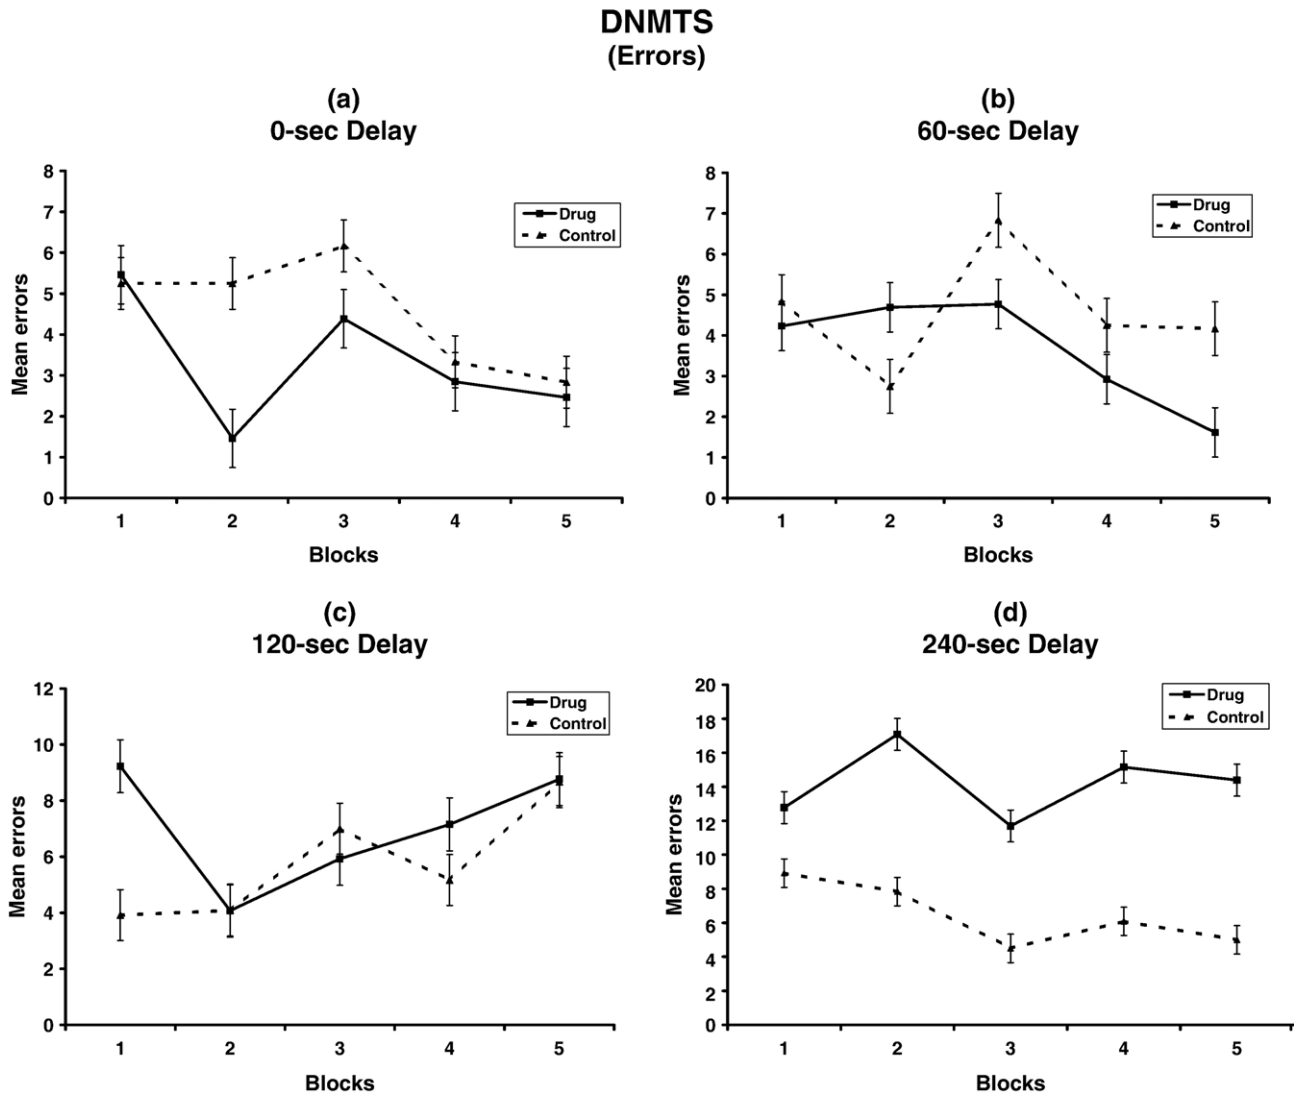 DNMTS
(Errors)
(a)
0-sec Delay
8
7
6
5
4
3
2
1
0
Mean errors
Drug
Control
1 2 3 4 5
Blocks
(b)
60-sec Delay
8
7
6
5
4
3
2
1
0
Mean errors
Drug
Control
1 2 3 4 5
Blocks
(c)
120-sec Delay
12
10
8
6
4
2
0
Mean errors
Drug
Control
1 2 3 4 5
Blocks
(d)
240-sec Delay
20
18
16
14
12
10
8
6
4
2
0
Mean errors
Drug
Control
1 2 3 4 5
Blocks